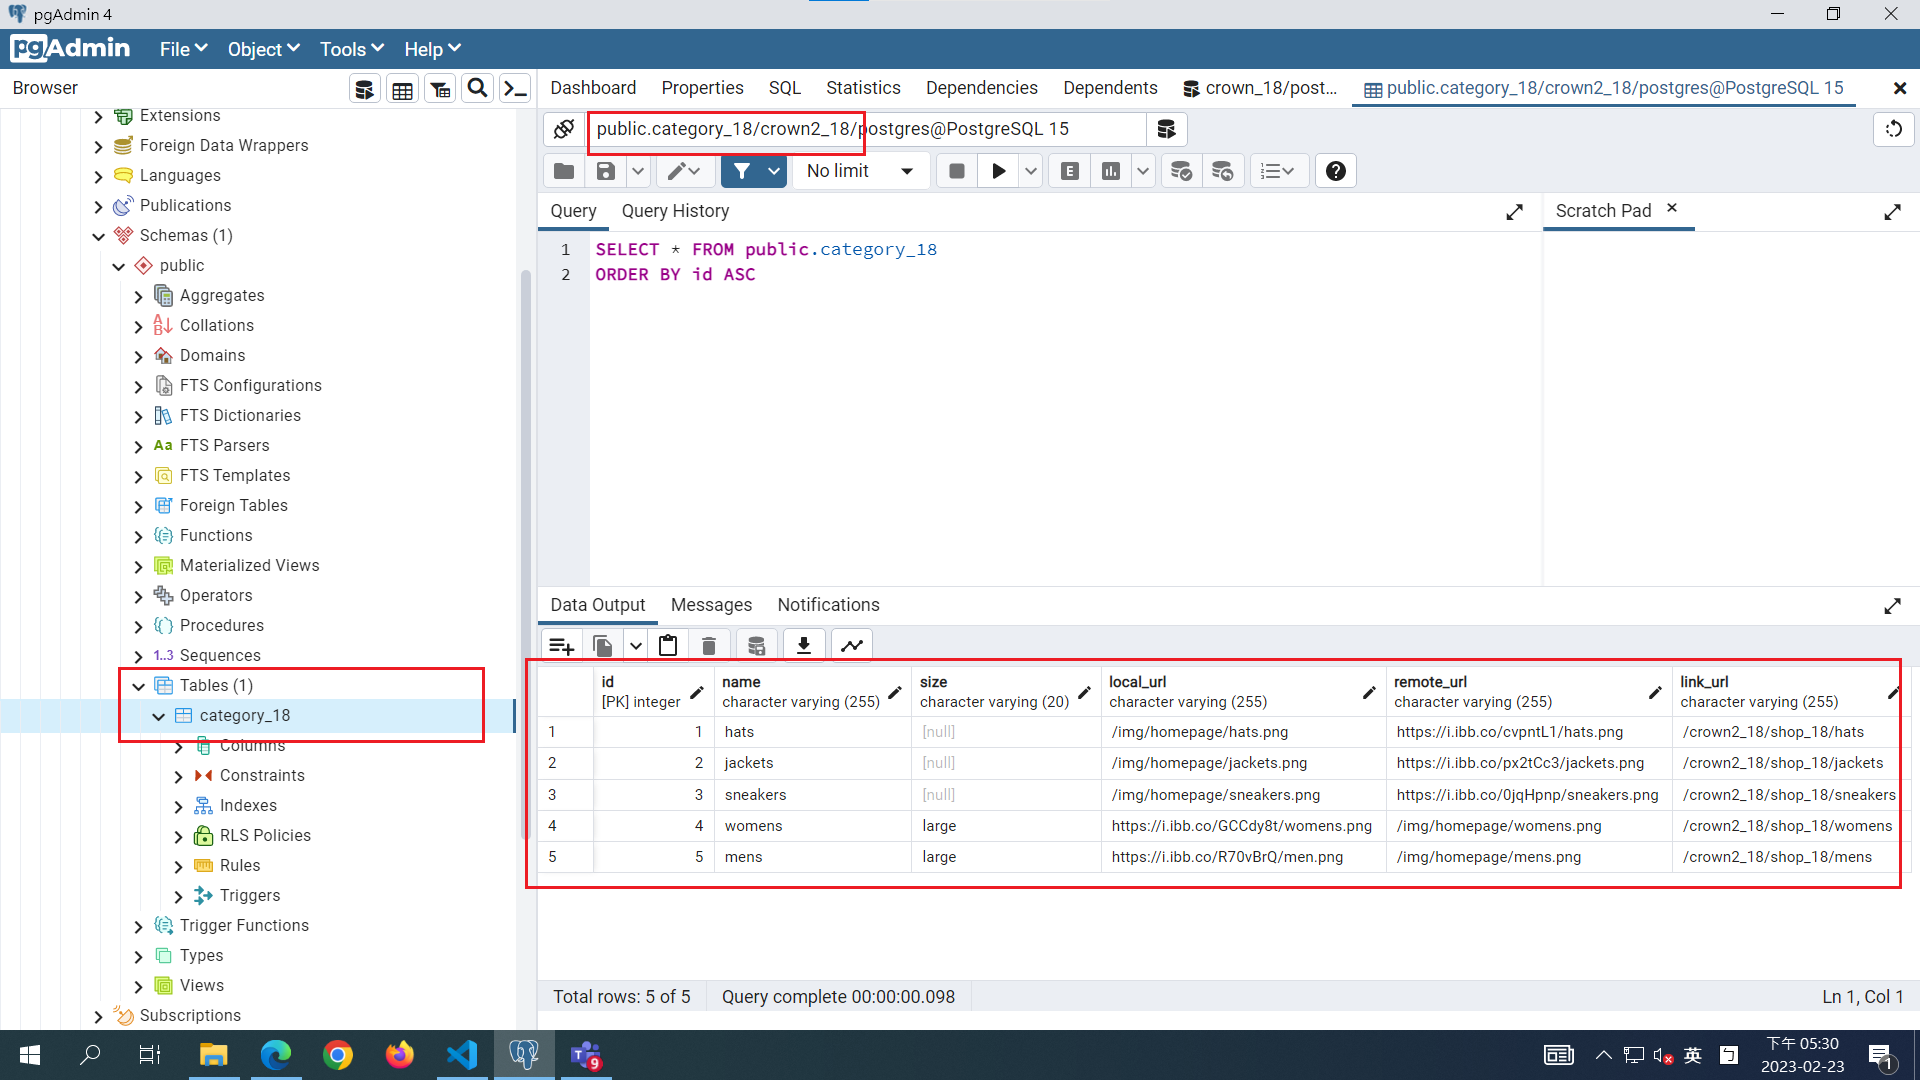 pgAdmin 4
pgAdmin
File
Object
Tools
Help
Browser
Dashboard
Properties
SQL
Statistics
Dependencies
Dependents
crown_18/post...
public.category_18/crown2_18/postgres@PostgreSQL 15
public.category_18/crown2_18/postgres@PostgreSQL 15
No limit
E
Query
Query History
Scratch Pad
1 SELECT * FROM public.category_18
2 ORDER BY id ASC
Extensions
Foreign Data Wrappers
Languages
Publications
Schemas (1)
public
Aggregates
Collations
Domains
FTS Configurations
FTS Dictionaries
Aa FTS Parsers
FTS Templates
Foreign Tables
Functions
Materialized Views
Operators
Procedures
1..3 Sequences
Tables (1)
category_18
Columns
Constraints
Indexes
RLS Policies
Rules
Triggers
Trigger Functions
Types
Views
Subscriptions
Data Output
Messages
Notifications
id [PK] integer
name character varying (255)
size character varying (20)
local_url character varying (255)
remote_url character varying (255)
link_url character varying (255)
1 1 hats [null] /img/homepage/hats.png https://i.ibb.co/cvpntL1/hats.png /crown2_18/shop_18/hats
2 2 jackets [null] /img/homepage/jackets.png https://i.ibb.co/px2tCc3/jackets.png /crown2_18/shop_18/jackets
3 3 sneakers [null] /img/homepage/sneakers.png https://i.ibb.co/0jqHpnp/sneakers.png /crown2_18/shop_18/sneakers
4 4 womens large https://i.ibb.co/GCCdy8t/womens.png /img/homepage/womens.png /crown2_18/shop_18/womens
5 5 mens large https://i.ibb.co/R70vBrQ/men.png /img/homepage/mens.png /crown2_18/shop_18/mens
Total rows: 5 of 5
Query complete 00:00:00.098
Ln 1, Col 1
9
英
ㄅ
下午 05:30
2023-02-23
1